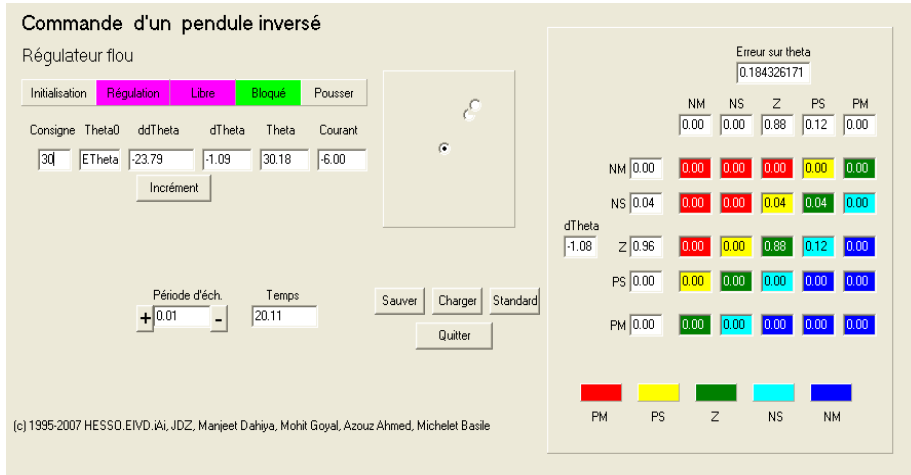 Commande d'un pendule inversé
Régulateur flou
Initialisation Régulation Libre Bloqué Pousser
Consigne Theta0 ddTheta dTheta Theta Courant
30 ETheta -23.79 -1.09 30.18 -6.00
Incrément
Période d'éch. Temps
+ 0.01 - 20.11
Sauver Charger Standard
Quitter
(c) 1995-2007 HESSO.EIVD.iAi, JDZ, Manjeet Dahiya, Mohit Goyal, Azouz Ahmed, Michelet Basile
Erreur sur theta
0.184326171
NM NS Z PS PM
0.00 0.00 0.88 0.12 0.00
NM 0.00 0.00 0.00 0.00 0.00 0.00
NS 0.04 0.00 0.00 0.04 0.04 0.00
dTheta
-1.08 Z 0.96 0.00 0.00 0.88 0.12 0.00
PS 0.00 0.00 0.00 0.00 0.00 0.00
PM 0.00 0.00 0.00 0.00 0.00 0.00
PM PS Z NS NM